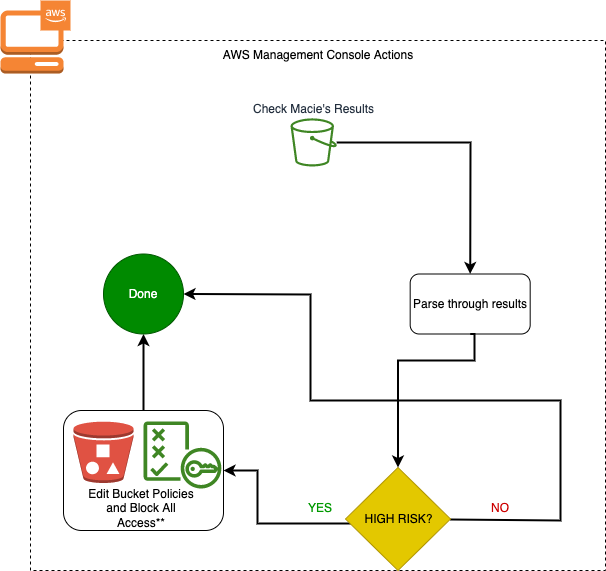 aws
AWS Management Console Actions
Check Macie's Results
Done
Parse through results
Edit Bucket Policies
and Block All
Access**
YES
HIGH RISK?
NO